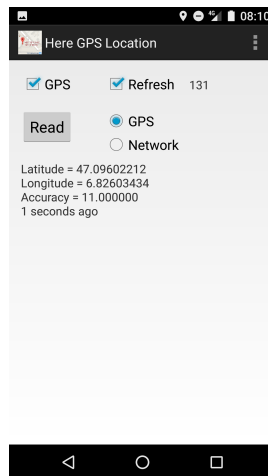 08:10
Here GPS Location
GPS
Refresh 131
Read
GPS
Network
Latitude = 47.09602212
Longitude = 6.82603434
Accuracy = 11.000000
1 seconds ago